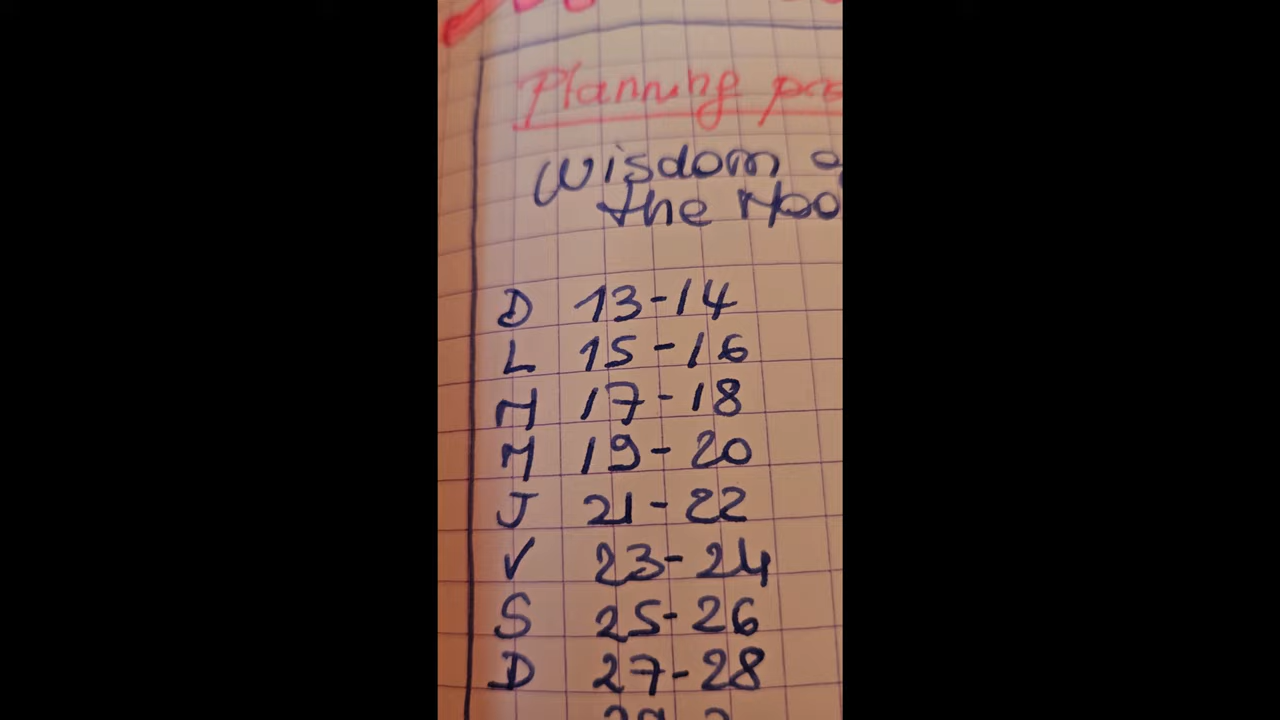 Planning
Wisdom
the
D 13-14
L 15-16
M 17-18
M 19-20
J 21-22
V 23-24
S 25-26
D 27-28